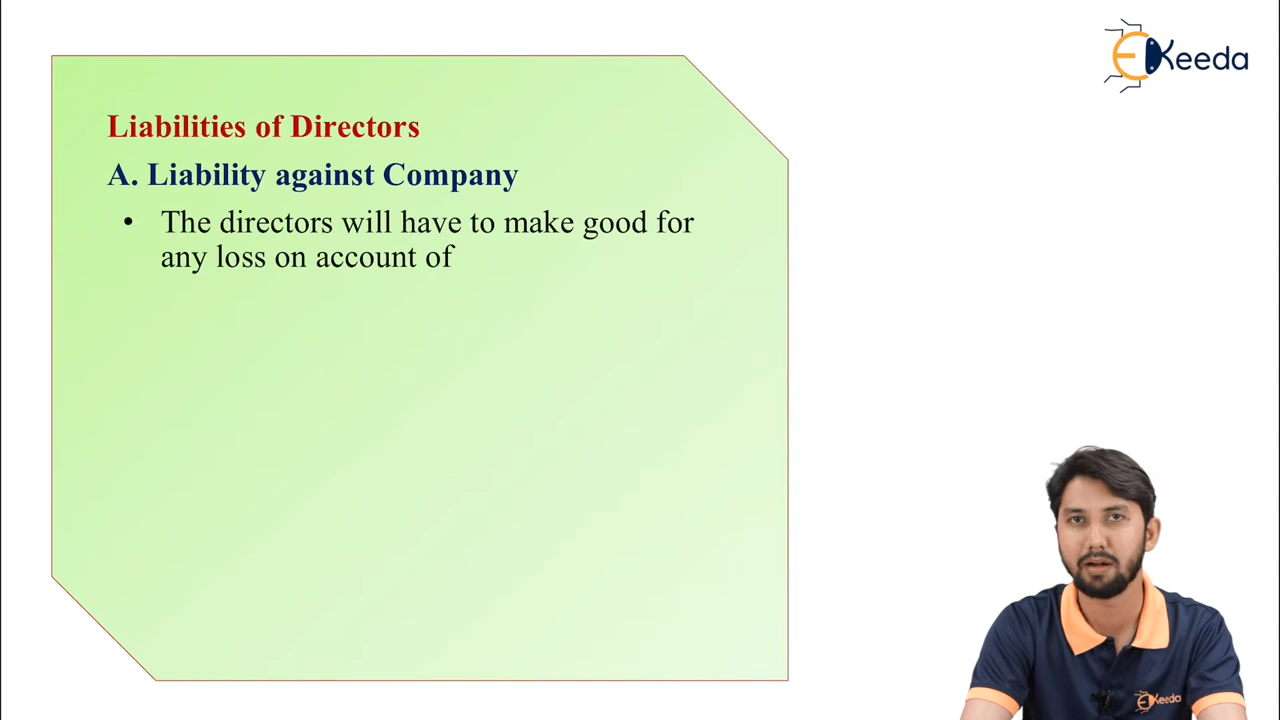 EKeeda
Liabilities of Directors
A. Liability against Company
• The directors will have to make good for
any loss on account of
EKeeda